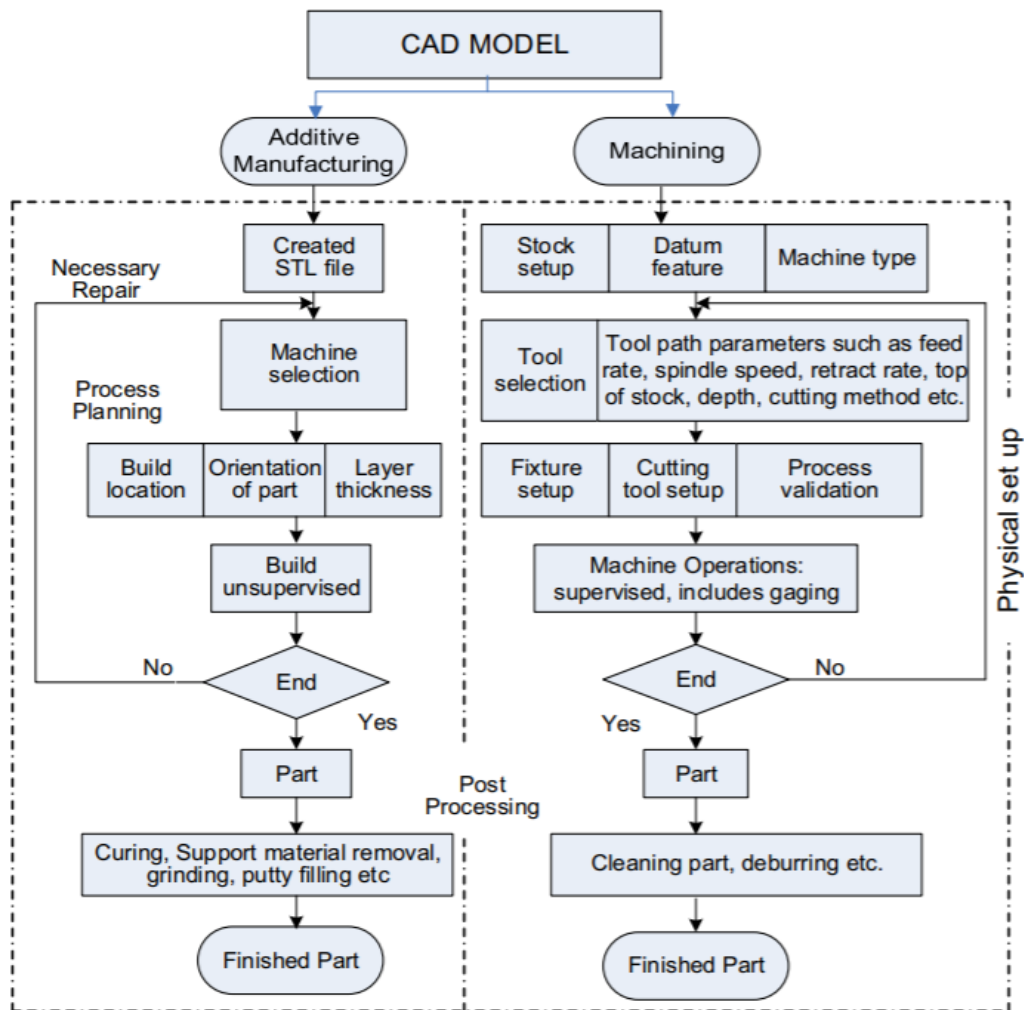 CAD MODEL
Additive
Manufacturing
Machining
Created
STL file
Stock
setup
Datum
feature
Machine type
Necessary
Repair
Machine
selection
Tool
selection
Tool path parameters such as feed
rate, spindle speed, retract rate, top
of stock, depth, cutting method etc.
Process
Planning
Build
location
Orientation
of part
Layer
thickness
Fixture
setup
Cutting
tool setup
Process
validation
Physical set up
Build
unsupervised
Machine Operations:
supervised, includes gaging
No
End
Yes
End
No
Yes
Part
Part
Post
Processing
Curing, Support material removal,
grinding, putty filling etc
Cleaning part, deburring etc.
Finished Part
Finished Part